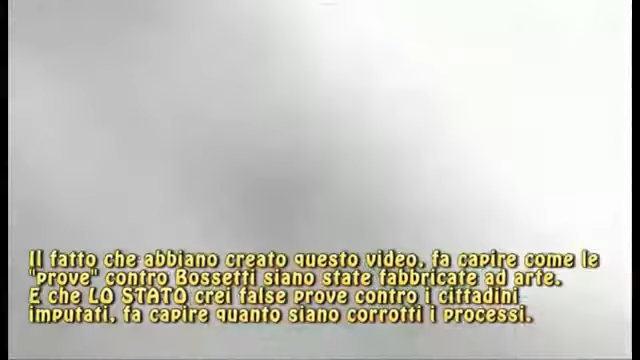 Il fatto che abbiano creato questo video, fa capire come le
"prove" contro Bossetti siano state fabbricate ad arte.
E che LO STATO crei false prove contro i cittadini
imputati, fa capire quanto siano corrotti i processi.